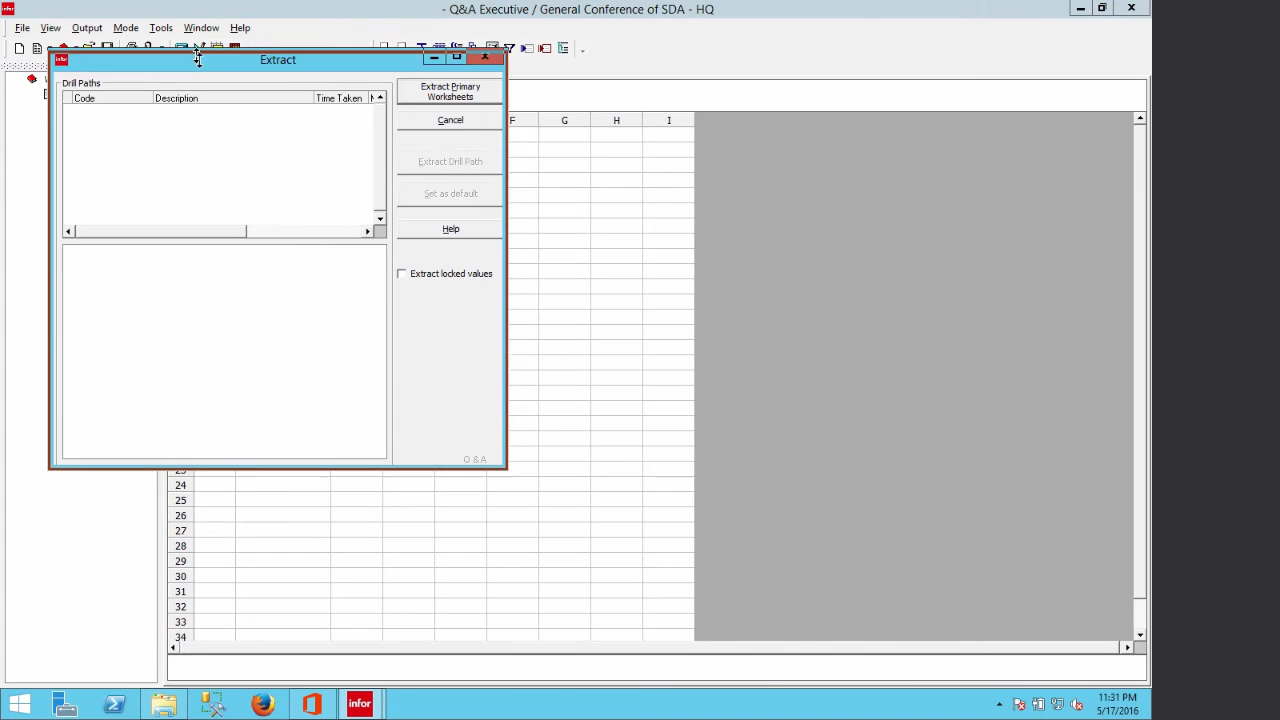 - Q&A Executive / General Conference of SDA - HQ
File View Output Mode Tools Window Help
infor Extract
Drill Paths
Code Description Time Taken
Extract Primary
Worksheets
Cancel
Extract Drill Path
Set as default
Help
Extract locked values
Q & A
F G H I
24
25
26
27
28
29
30
31
32
33
34
infor
11:31 PM
5/17/2016